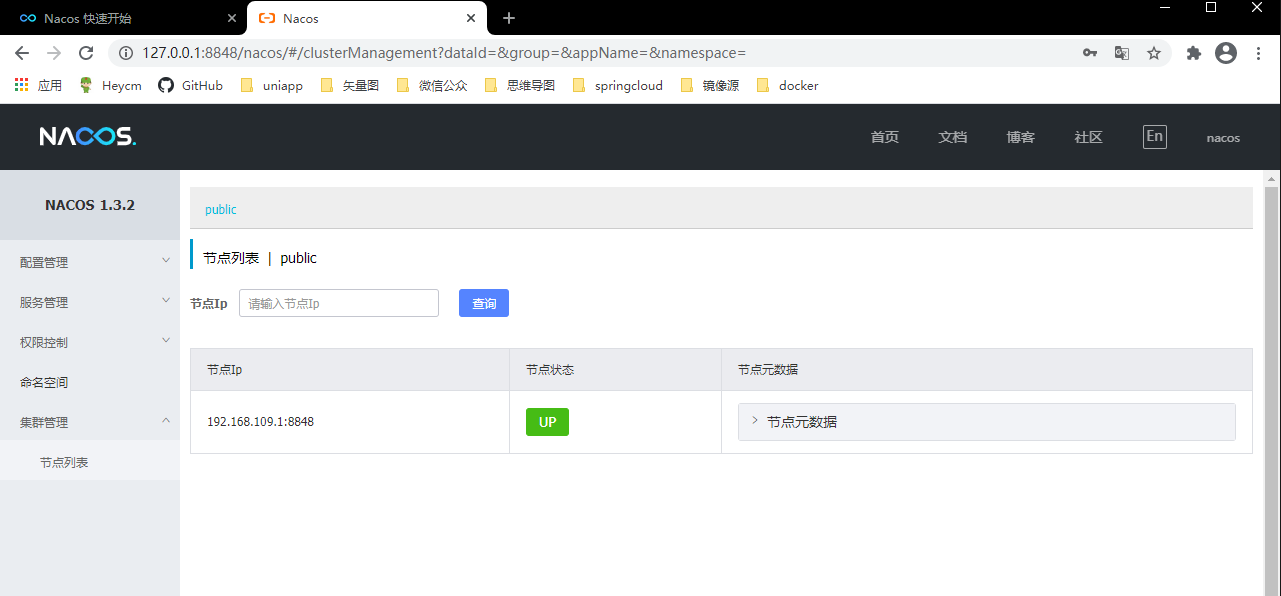 Nacos 快速开始
Nacos
127.0.0.1:8848/nacos/#/clusterManagement?dataId=&group=&appName=&namespace=
应用 Heycm GitHub uniapp 矢量图 微信公众 思维导图 springcloud 镜像源 docker
NACOS. 首页 文档 博客 社区 En nacos
NACOS 1.3.2
配置管理
服务管理
权限控制
命名空间
集群管理
节点列表
public
节点列表 | public
节点Ip 请输入节点Ip 查询
节点Ip 节点状态 节点元数据
192.168.109.1:8848 UP 节点元数据